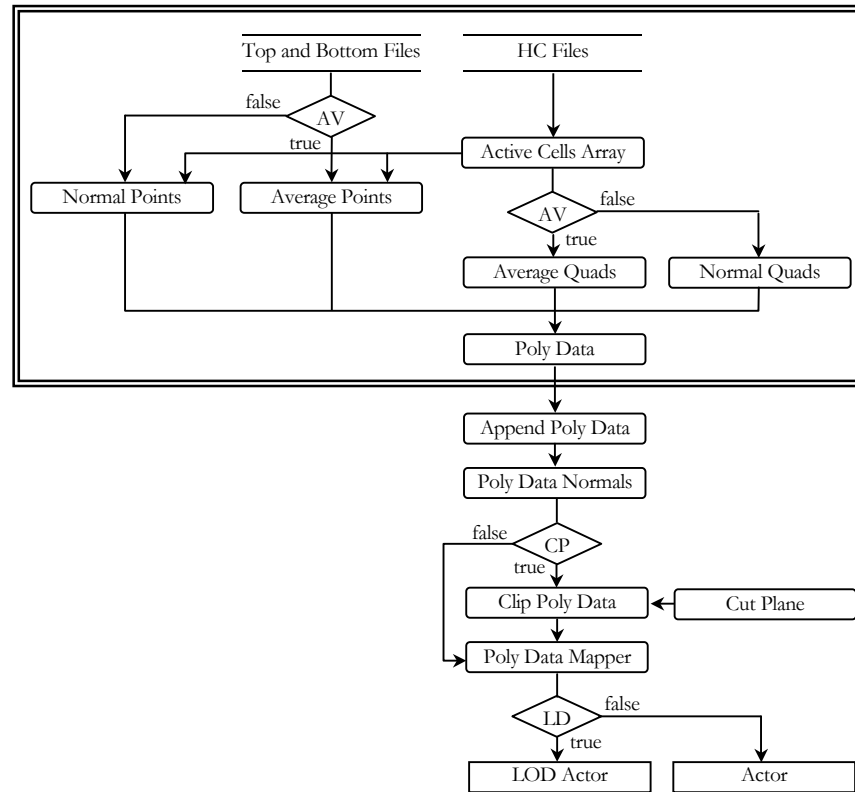 Top and Bottom Files
HC Files
false
AV
true
Active Cells Array
Normal Points
Average Points
AV
false
true
Average Quads
Normal Quads
Poly Data
Append Poly Data
Poly Data Normals
false
CP
true
Clip Poly Data
Cut Plane
Poly Data Mapper
LD
false
true
LOD Actor
Actor